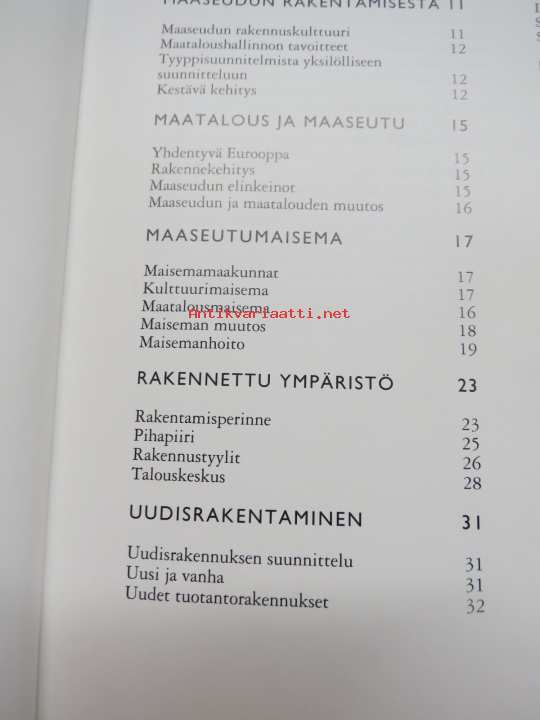 MAASEUDUN RAKENTAMISESTA 11
Maaseudun rakennuskulttuuri 11
Maataloushallinnon tavoitteet 12
Tyyppisuunnitelmista yksilölliseen
suunnitteluun 12
Kestävä kehitys 12
MAATALOUS JA MAASEUTU 15
Yhdentyvä Eurooppa 15
Rakennekehitys 15
Maaseudun elinkeinot 15
Maaseudun ja maatalouden muutos 16
MAASEUTUMAISEMA 17
Maisemamaakunnat 17
Kulttuurimaisema 17
Maatalousmaisema 16
Antikvariaatti.net
Maiseman muutos 18
Maisemanhoito 19
RAKENNETTU YMPÄRISTÖ 23
Rakentamisperinne 23
Pihapiiri 25
Rakennustyylit 26
Talouskeskus 28
UUDISRAKENTAMINEN 31
Uudisrakennuksen suunnittelu 31
Uusi ja vanha 31
Uudet tuotantorakennukset 32